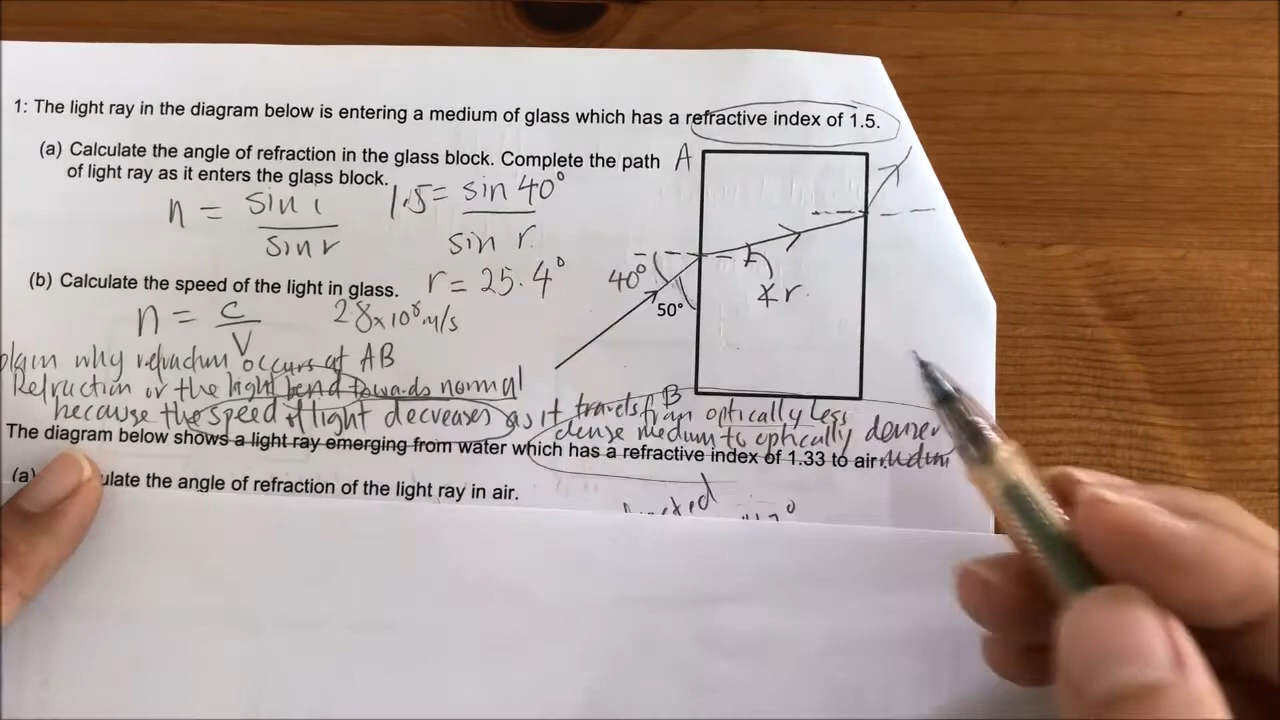 1: The light ray in the diagram below is entering a medium of glass which has a refractive index of 1.5.
(a) Calculate the angle of refraction in the glass block. Complete the path
of light ray as it enters the glass block.
A
n = sin i / sin r
1.5 = sin 40° / sin r
r = 25.4°
40°
50°
∡r
(b) Calculate the speed of the light in glass.
n = c / v
2.8x10⁸ m/s
plain why refraction occurs at AB
B
Refraction or the light bend towards normal
because the speed of light decreases as it travels from optically less
dense medium to optically denser
medium
The diagram below shows a light ray emerging from water which has a refractive index of 1.33 to air.
(a) ulate the angle of refraction of the light ray in air.